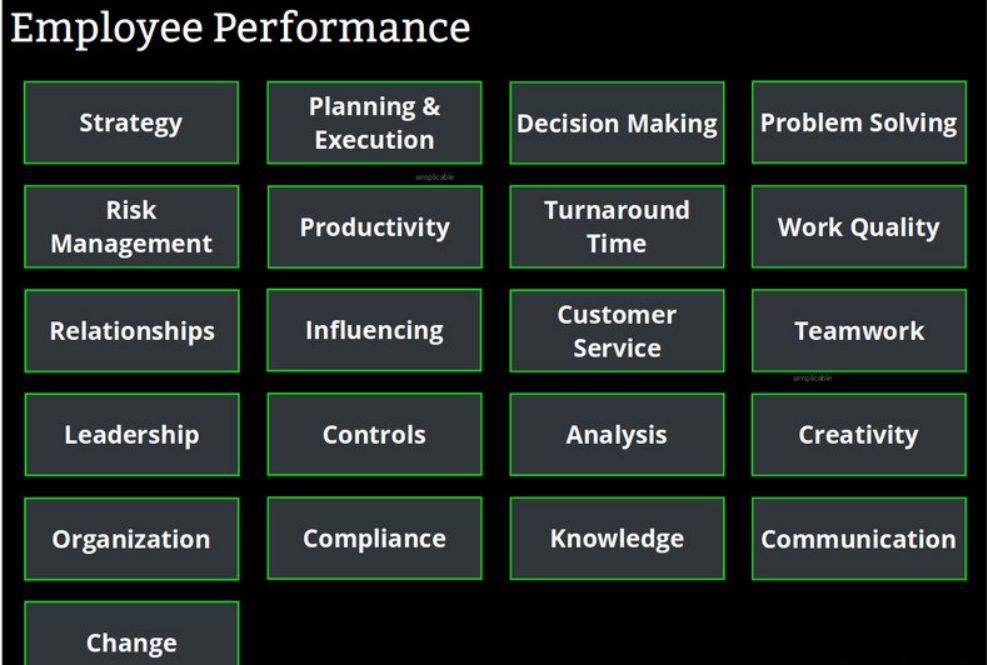 Employee Performance
Strategy
Planning &
Execution
Decision Making
Problem Solving
simplicable
Risk
Management
Productivity
Turnaround
Time
Work Quality
Relationships
Influencing
Customer
Service
Teamwork
simplicable
Leadership
Controls
Analysis
Creativity
Organization
Compliance
Knowledge
Communication
Change